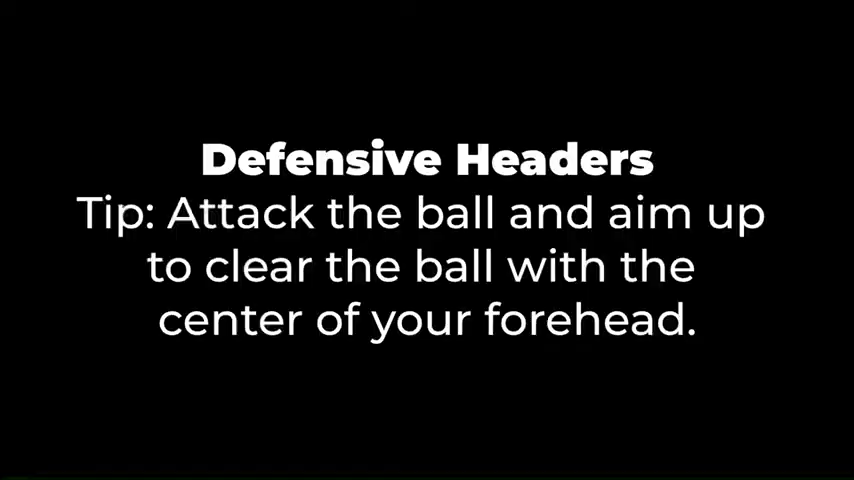 Defensive Headers
Tip: Attack the ball and aim up
to clear the ball with the
center of your forehead.